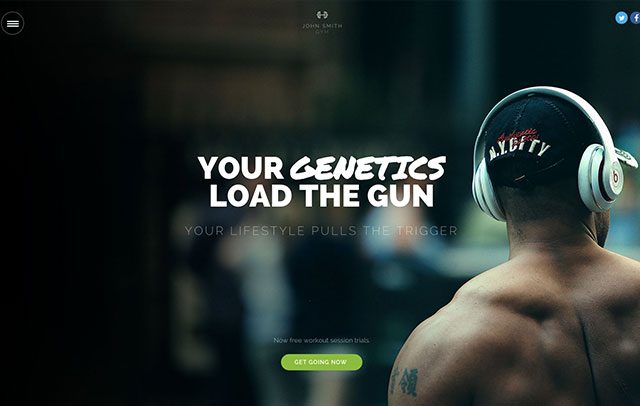 JOHN SMITH
GYM
YOUR GENETICS
LOAD THE GUN
YOUR LIFESTYLE PULLS THE TRIGGER
N.Y.CITY
b
Now free workout session trials
GET GOING NOW